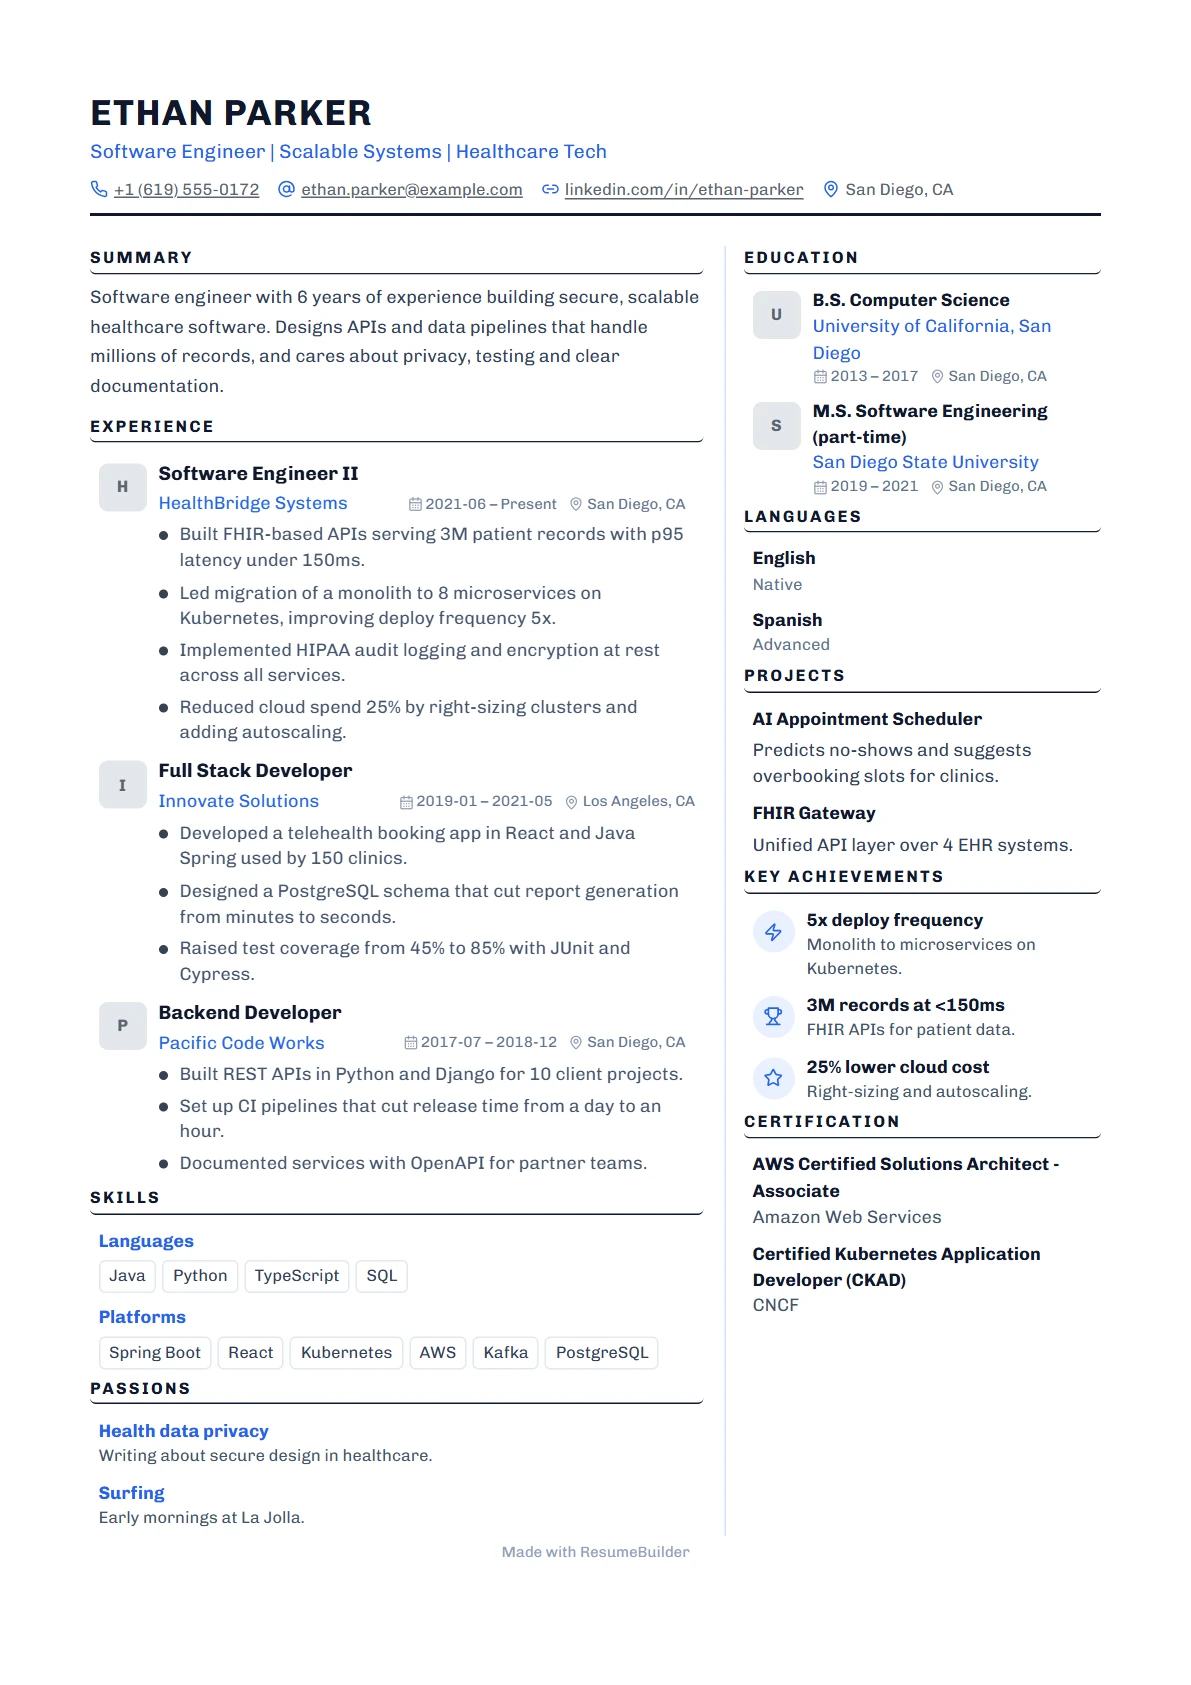 ETHAN PARKER
Software Engineer | Scalable Systems | Healthcare Tech
+1 (619) 555-0172 ethan.parker@example.com linkedin.com/in/ethan-parker San Diego, CA
SUMMARY
Software engineer with 6 years of experience building secure, scalable
healthcare software. Designs APIs and data pipelines that handle
millions of records, and cares about privacy, testing and clear
documentation.
EXPERIENCE
H
Software Engineer II
HealthBridge Systems 2021-06 – Present San Diego, CA
● Built FHIR-based APIs serving 3M patient records with p95
latency under 150ms.
● Led migration of a monolith to 8 microservices on
Kubernetes, improving deploy frequency 5x.
● Implemented HIPAA audit logging and encryption at rest
across all services.
● Reduced cloud spend 25% by right-sizing clusters and
adding autoscaling.
I
Full Stack Developer
Innovate Solutions 2019-01 – 2021-05 Los Angeles, CA
● Developed a telehealth booking app in React and Java
Spring used by 150 clinics.
● Designed a PostgreSQL schema that cut report generation
from minutes to seconds.
● Raised test coverage from 45% to 85% with JUnit and
Cypress.
P
Backend Developer
Pacific Code Works 2017-07 – 2018-12 San Diego, CA
● Built REST APIs in Python and Django for 10 client projects.
● Set up CI pipelines that cut release time from a day to an
hour.
● Documented services with OpenAPI for partner teams.
SKILLS
Languages
Java Python TypeScript SQL
Platforms
Spring Boot React Kubernetes AWS Kafka PostgreSQL
PASSIONS
Health data privacy
Writing about secure design in healthcare.
Surfing
Early mornings at La Jolla.
EDUCATION
U
B.S. Computer Science
University of California, San
Diego
2013 – 2017 San Diego, CA
S
M.S. Software Engineering
(part-time)
San Diego State University
2019 – 2021 San Diego, CA
LANGUAGES
English
Native
Spanish
Advanced
PROJECTS
AI Appointment Scheduler
Predicts no-shows and suggests
overbooking slots for clinics.
FHIR Gateway
Unified API layer over 4 EHR systems.
KEY ACHIEVEMENTS
5x deploy frequency
Monolith to microservices on
Kubernetes.
3M records at <150ms
FHIR APIs for patient data.
25% lower cloud cost
Right-sizing and autoscaling.
CERTIFICATION
AWS Certified Solutions Architect -
Associate
Amazon Web Services
Certified Kubernetes Application
Developer (CKAD)
CNCF
Made with ResumeBuilder